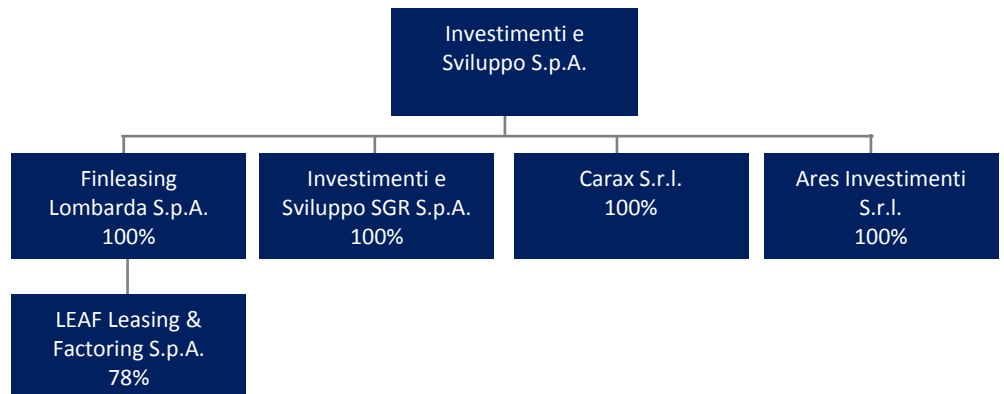 Investimenti e
Sviluppo S.p.A.
Finleasing
Lombarda S.p.A.
100%
Investimenti e
Sviluppo SGR S.p.A.
100%
Carax S.r.l.
100%
Ares Investimenti
S.r.l.
100%
LEAF Leasing &
Factoring S.p.A.
78%